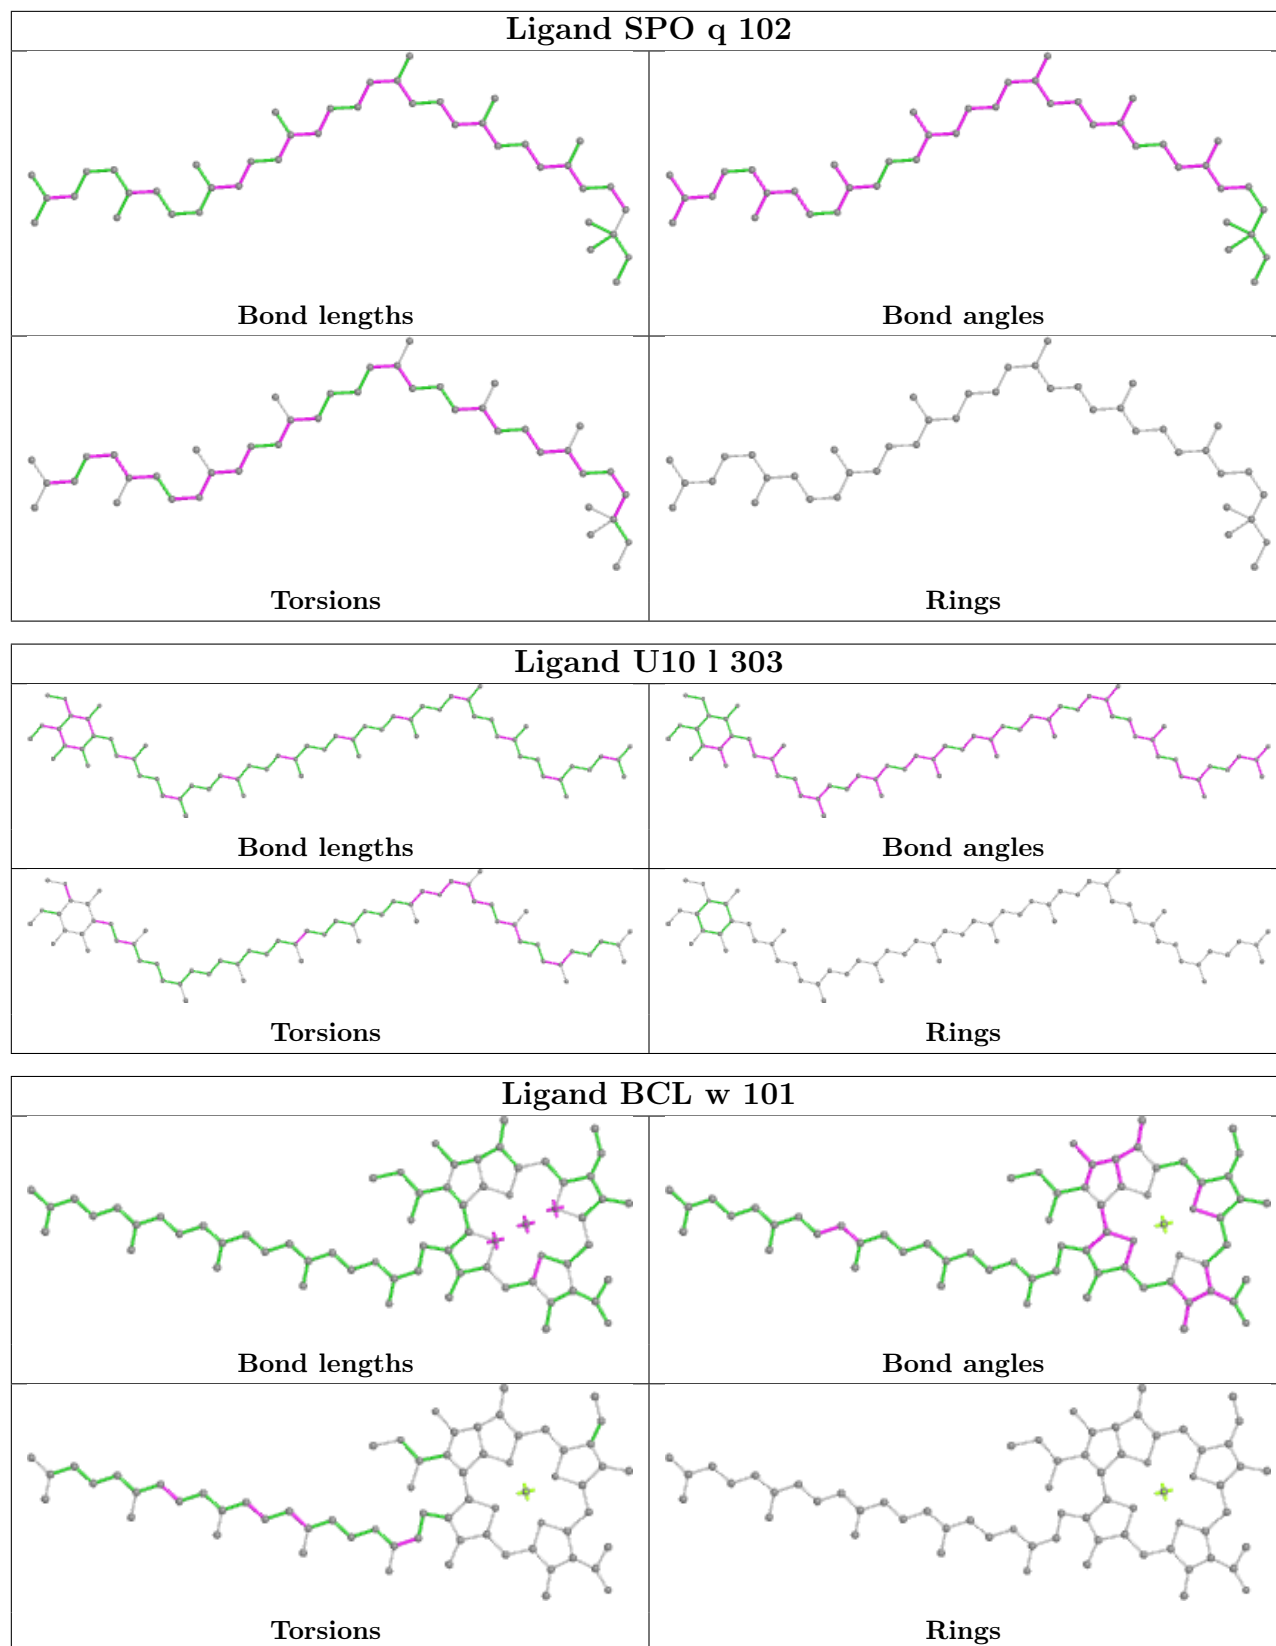 Ligand SPO q 102
Bond lengths
Bond angles
Torsions
Rings
Ligand U10 l 303
Bond lengths
Bond angles
Torsions
Rings
Ligand BCL w 101
Bond lengths
Bond angles
Torsions
Rings